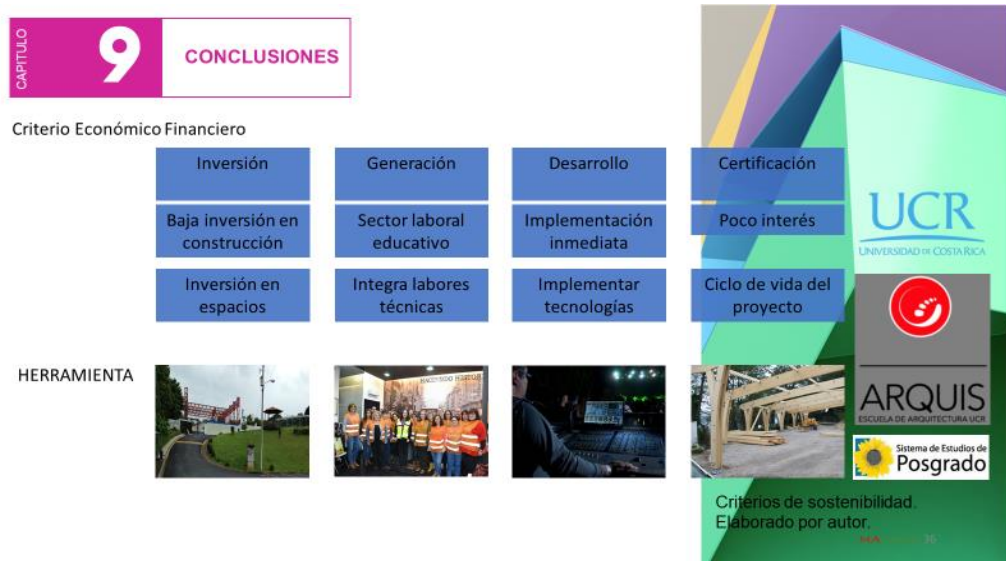 CAPITULO
9
CONCLUSIONES
Criterio Económico Financiero
Inversión
Generación
Desarrollo
Certificación
Baja inversión en
construcción
Sector laboral
educativo
Implementación
inmediata
Poco interés
Inversión en
espacios
Integra labores
técnicas
Implementar
tecnologías
Ciclo de vida del
proyecto
HERRAMIENTA
UCR
UNIVERSIDAD DE COSTA RICA
ARQUIS
ESCUELA DE ARQUITECTURA UCR
Sistema de Estudios de
Posgrado
Criterios de sostenibilidad.
Elaborado por autor.
36